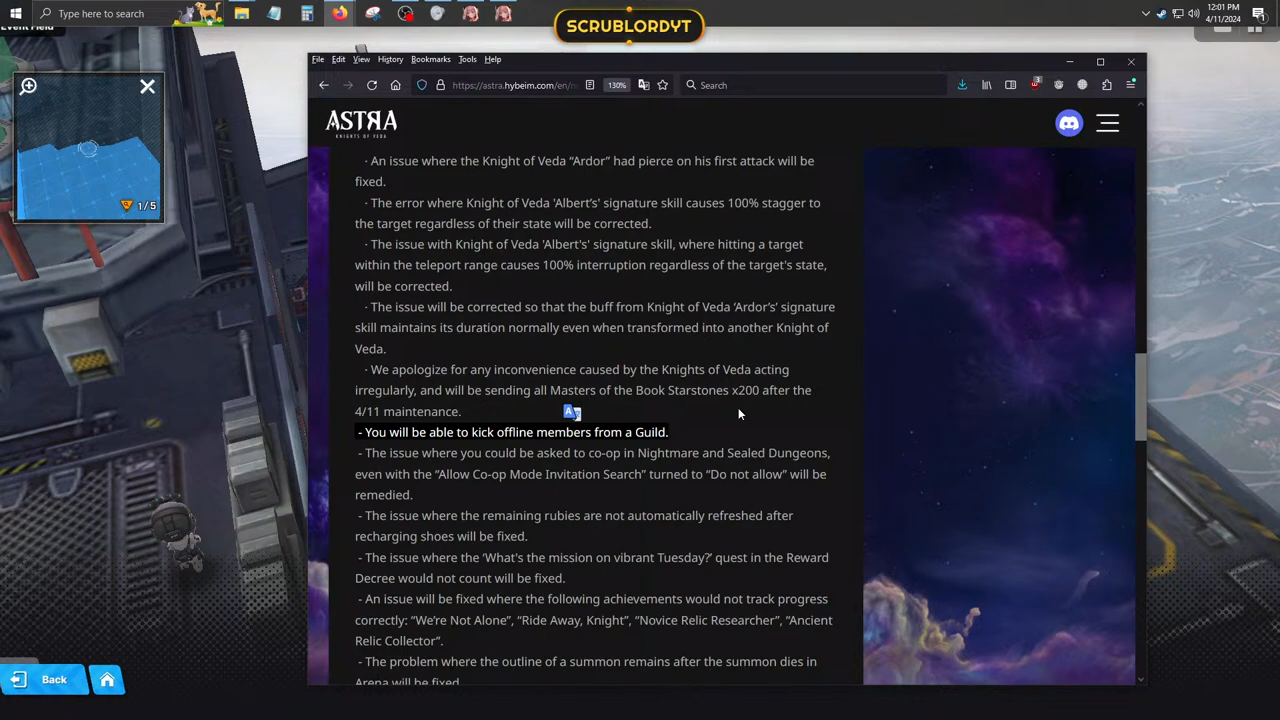 Type here to search
SCRUBLORDYT
12:01 PM
4/11/2024
1
Event Field
File Edit View History Bookmarks Tools Help
https://astra.hybeim.com/en/
130%
Search
3
ASTRA
KNIGHTS OF VEDA
1/5
· An issue where the Knight of Veda “Ardor” had pierce on his first attack will be
fixed.
· The error where Knight of Veda 'Albert's' signature skill causes 100% stagger to
the target regardless of their state will be corrected.
· The issue with Knight of Veda 'Albert's' signature skill, where hitting a target
within the teleport range causes 100% interruption regardless of the target's state,
will be corrected.
· The issue will be corrected so that the buff from Knight of Veda ‘Ardor’s’ signature
skill maintains its duration normally even when transformed into another Knight of
Veda.
· We apologize for any inconvenience caused by the Knights of Veda acting
irregularly, and will be sending all Masters of the Book Starstones x200 after the
4/11 maintenance.
- You will be able to kick offline members from a Guild.
- The issue where you could be asked to co-op in Nightmare and Sealed Dungeons,
even with the “Allow Co-op Mode Invitation Search” turned to “Do not allow” will be
remedied.
- The issue where the remaining rubies are not automatically refreshed after
recharging shoes will be fixed.
- The issue where the ‘What's the mission on vibrant Tuesday?’ quest in the Reward
Decree would not count will be fixed.
- An issue will be fixed where the following achievements would not track progress
correctly: “We’re Not Alone”, “Ride Away, Knight”, “Novice Relic Researcher”, “Ancient
Relic Collector”.
- The problem where the outline of a summon remains after the summon dies in
Arena will be fixed.
Back